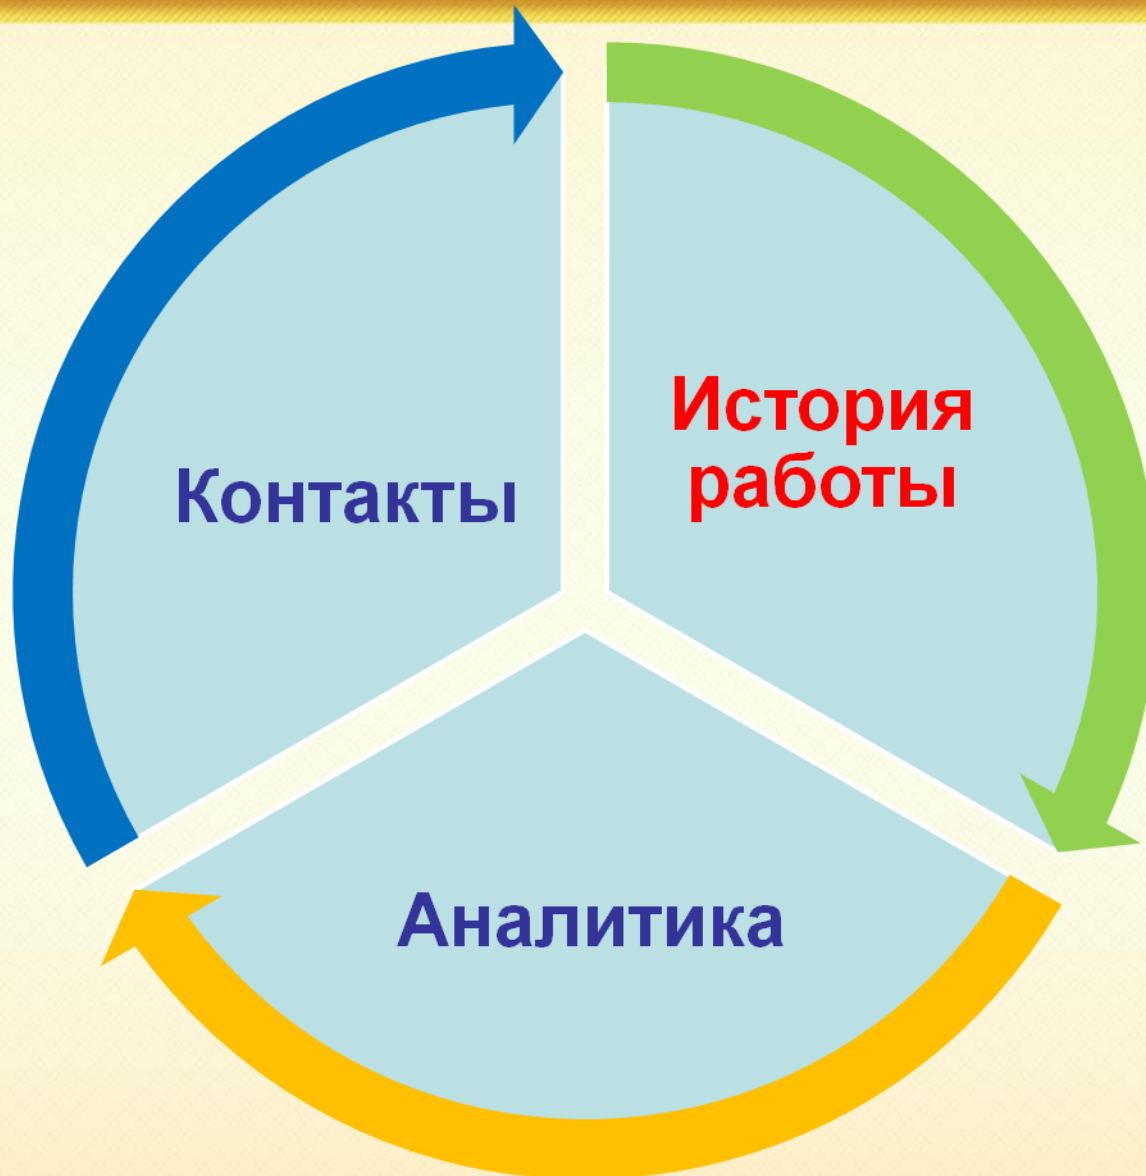 История
работы
Контакты
Аналитика